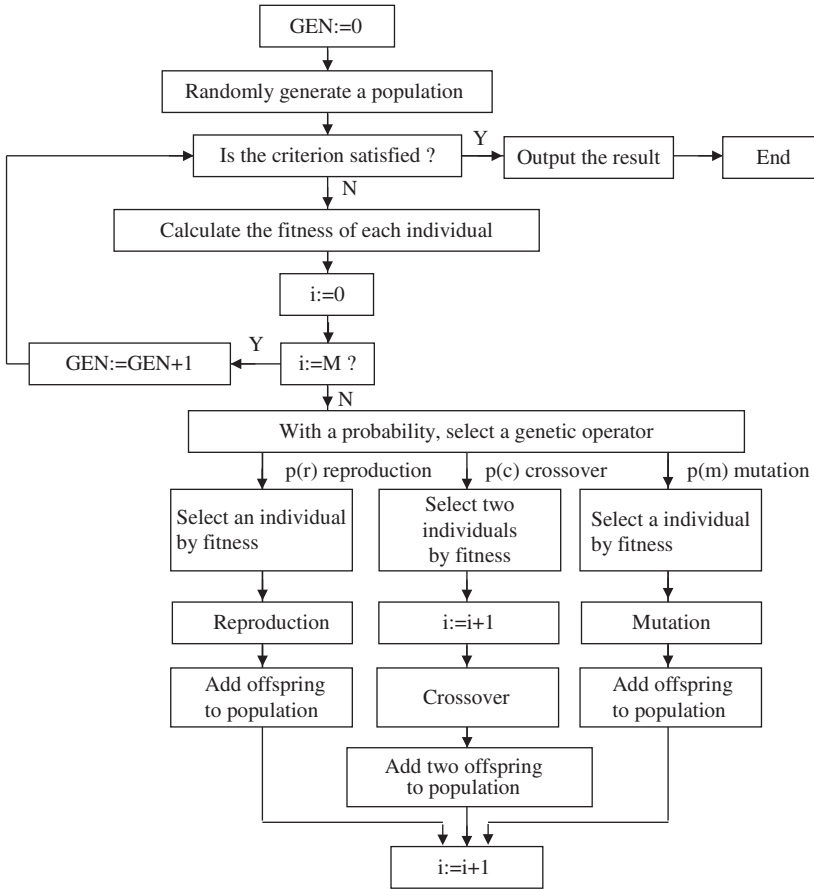 GEN:=0
Randomly generate a population
Is the criterion satisfied ?
Y
Output the result
End
N
Calculate the fitness of each individual
i:=0
GEN:=GEN+1
Y
i:=M ?
N
With a probability, select a genetic operator
p(r) reproduction
p(c) crossover
p(m) mutation
Select an individual
by fitness
Select two
individuals
by fitness
Select a individual
by fitness
Reproduction
i:=i+1
Mutation
Add offspring
to population
Crossover
Add offspring
to population
Add two offspring
to population
i:=i+1